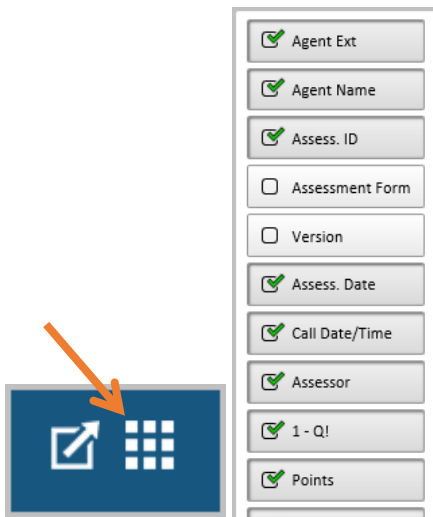 Agent Ext
Agent Name
Assess. ID
Assessment Form
Version
Assess. Date
Call Date/Time
Assessor
1 - Q!
Points